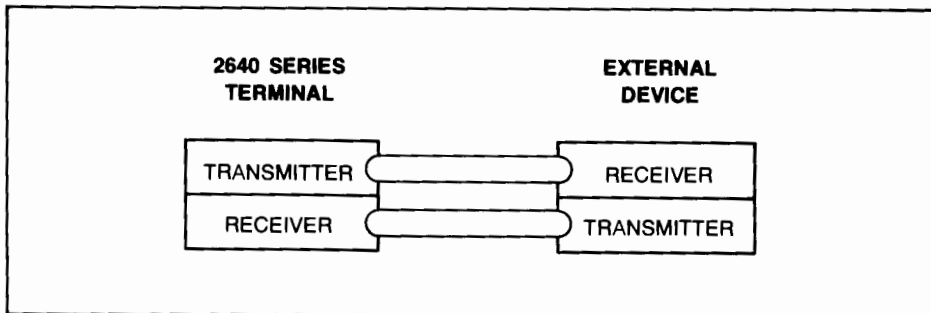 2640 SERIES
TERMINAL
EXTERNAL
DEVICE
TRANSMITTER
RECEIVER
RECEIVER
TRANSMITTER